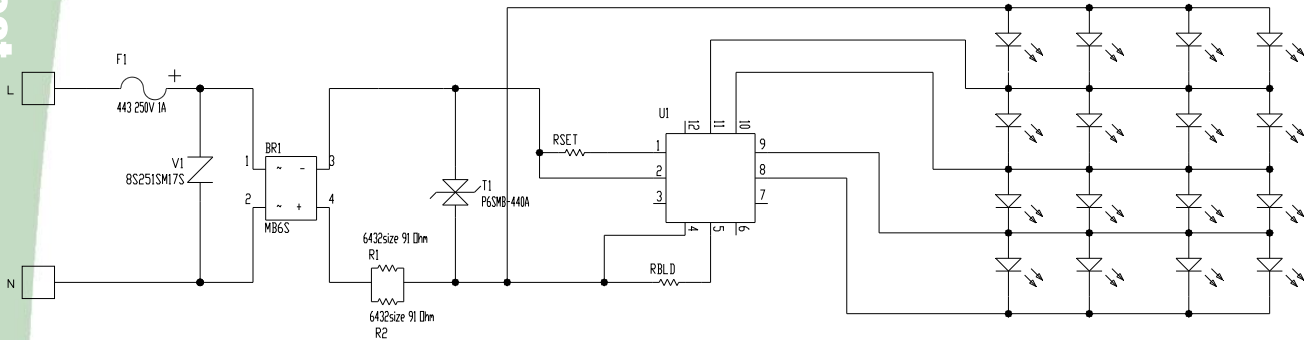 F1
L
443 250V 1A
+
V1
8S251SM17S
BR1
1
2
3
4
~ -
~ +
MB6S
T1
P6SMB-440A
6432size 91 Ohm
R1
6432size 91 Ohm
R2
RSET
RBLD
U1
12
11
10
1
2
3
9
8
7
4
5
6
N